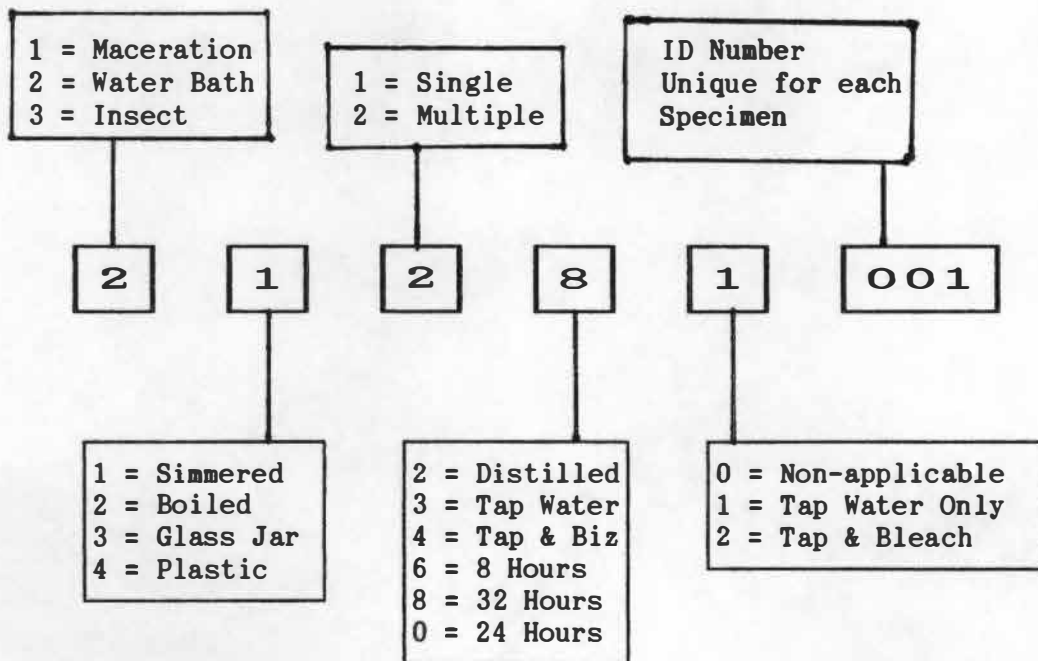 1 = Maceration
2 = Water Bath
3 = Insect
1 = Single
2 = Multiple
ID Number
Unique for each
Specimen
2 1 2 8 1 001
1 = Simmered
2 = Boiled
3 = Glass Jar
4 = Plastic
2 = Distilled
3 = Tap Water
4 = Tap & Biz
6 = 8 Hours
8 = 32 Hours
0 = 24 Hours
0 = Non-applicable
1 = Tap Water Only
2 = Tap & Bleach